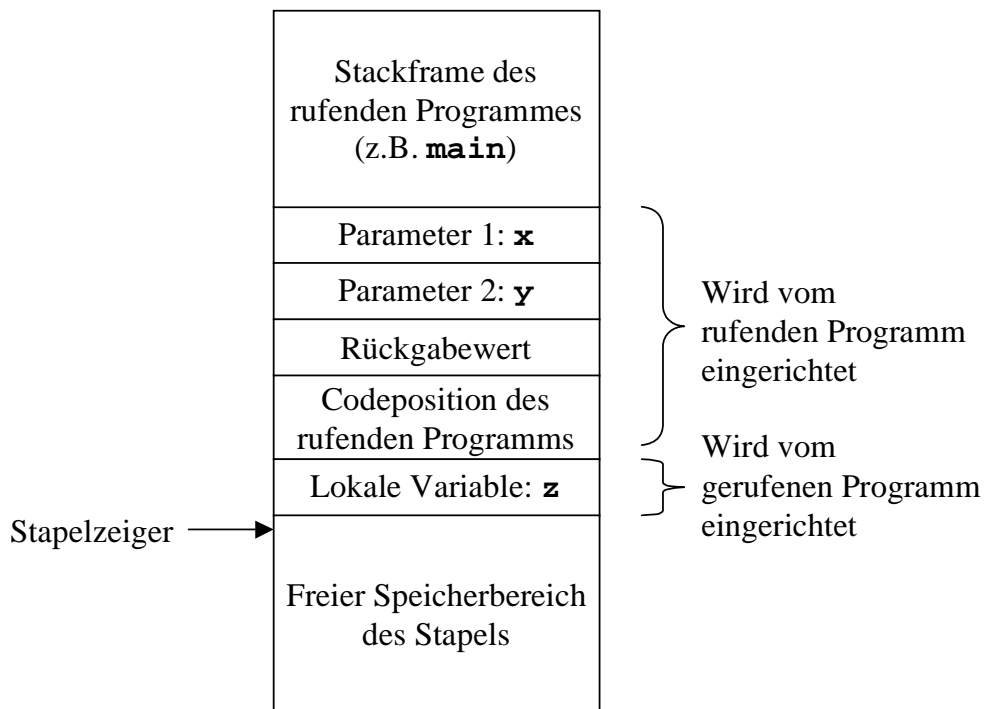 Stackframe des
rufenden Programmes
(z.B. main)
Parameter 1: x
Parameter 2: y
Rückgabewert
Codeposition des
rufenden Programms
Lokale Variable: z
Freier Speicherbereich
des Stapels
Stapelzeiger
Wird vom
rufenden Programm
eingerichtet
Wird vom
gerufenen Programm
eingerichtet